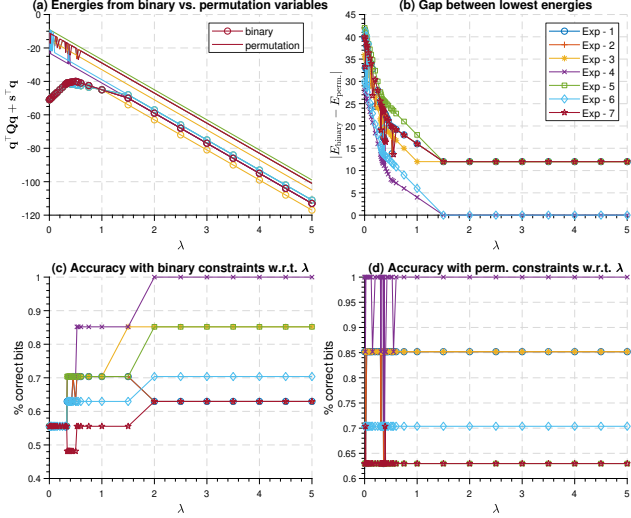 (a) Energies from binary vs. permutation variables
0
-20
-40
-60
-80
-100
-120
q⊤Qq + s⊤q
binary
permutation
0 1 2 3 4 5
λ
(b) Gap between lowest energies
45
40
35
30
25
20
15
10
5
0
|E_binary − E_perm.|
Exp - 1
Exp - 2
Exp - 3
Exp - 4
Exp - 5
Exp - 6
Exp - 7
0 1 2 3 4 5
λ
(c) Accuracy with binary constraints w.r.t. λ
1
0.9
0.8
0.7
0.6
0.5
0.4
% correct bits
0 1 2 3 4 5
λ
(d) Accuracy with perm. constraints w.r.t. λ
1
0.95
0.9
0.85
0.8
0.75
0.7
0.65
0.6
% correct bits
0 1 2 3 4 5
λ